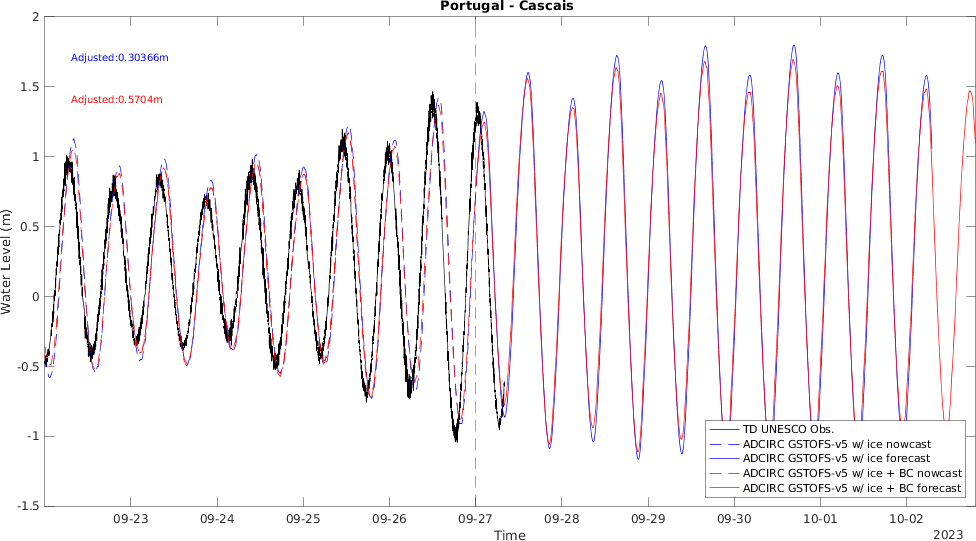 Portugal - Cascais
Adjusted:0.30366m
Adjusted:0.5704m
Water Level (m)
2
1.5
1
0.5
0
-0.5
-1
-1.5
TD UNESCO Obs.
ADCIRC GSTOFS-v5 w/ ice nowcast
ADCIRC GSTOFS-v5 w/ ice forecast
ADCIRC GSTOFS-v5 w/ ice + BC nowcast
ADCIRC GSTOFS-v5 w/ ice + BC forecast
09-23 09-24 09-25 09-26 09-27 09-28 09-29 09-30 10-01 10-02
Time
2023